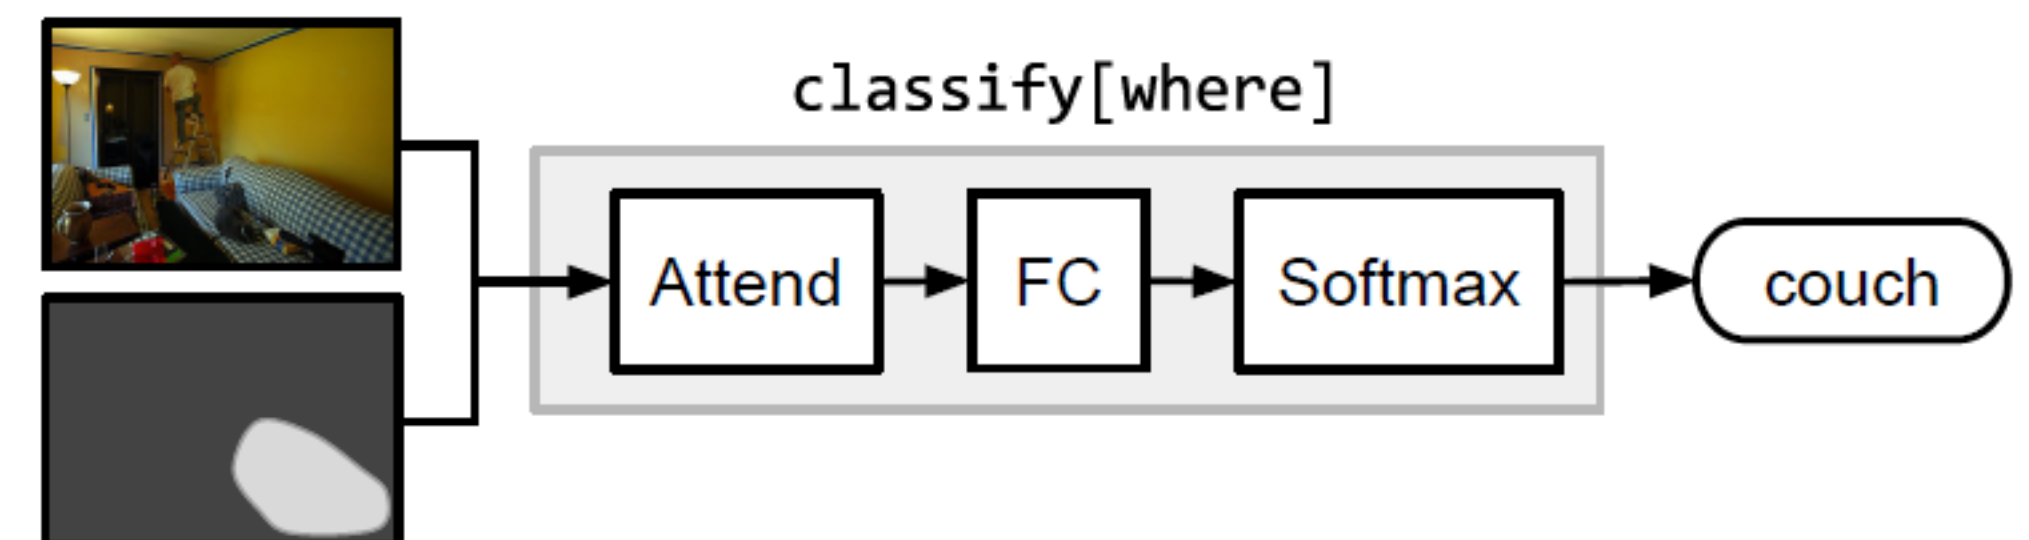 classify[where]
Attend
FC
Softmax
couch